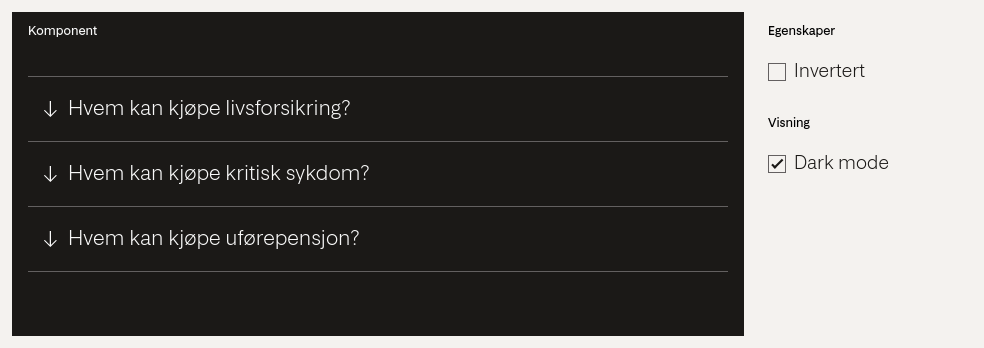 Komponent
Hvem kan kjøpe livsforsikring?
Hvem kan kjøpe kritisk sykdom?
Hvem kan kjøpe uførepensjon?
Egenskaper
Invertert
Visning
Dark mode